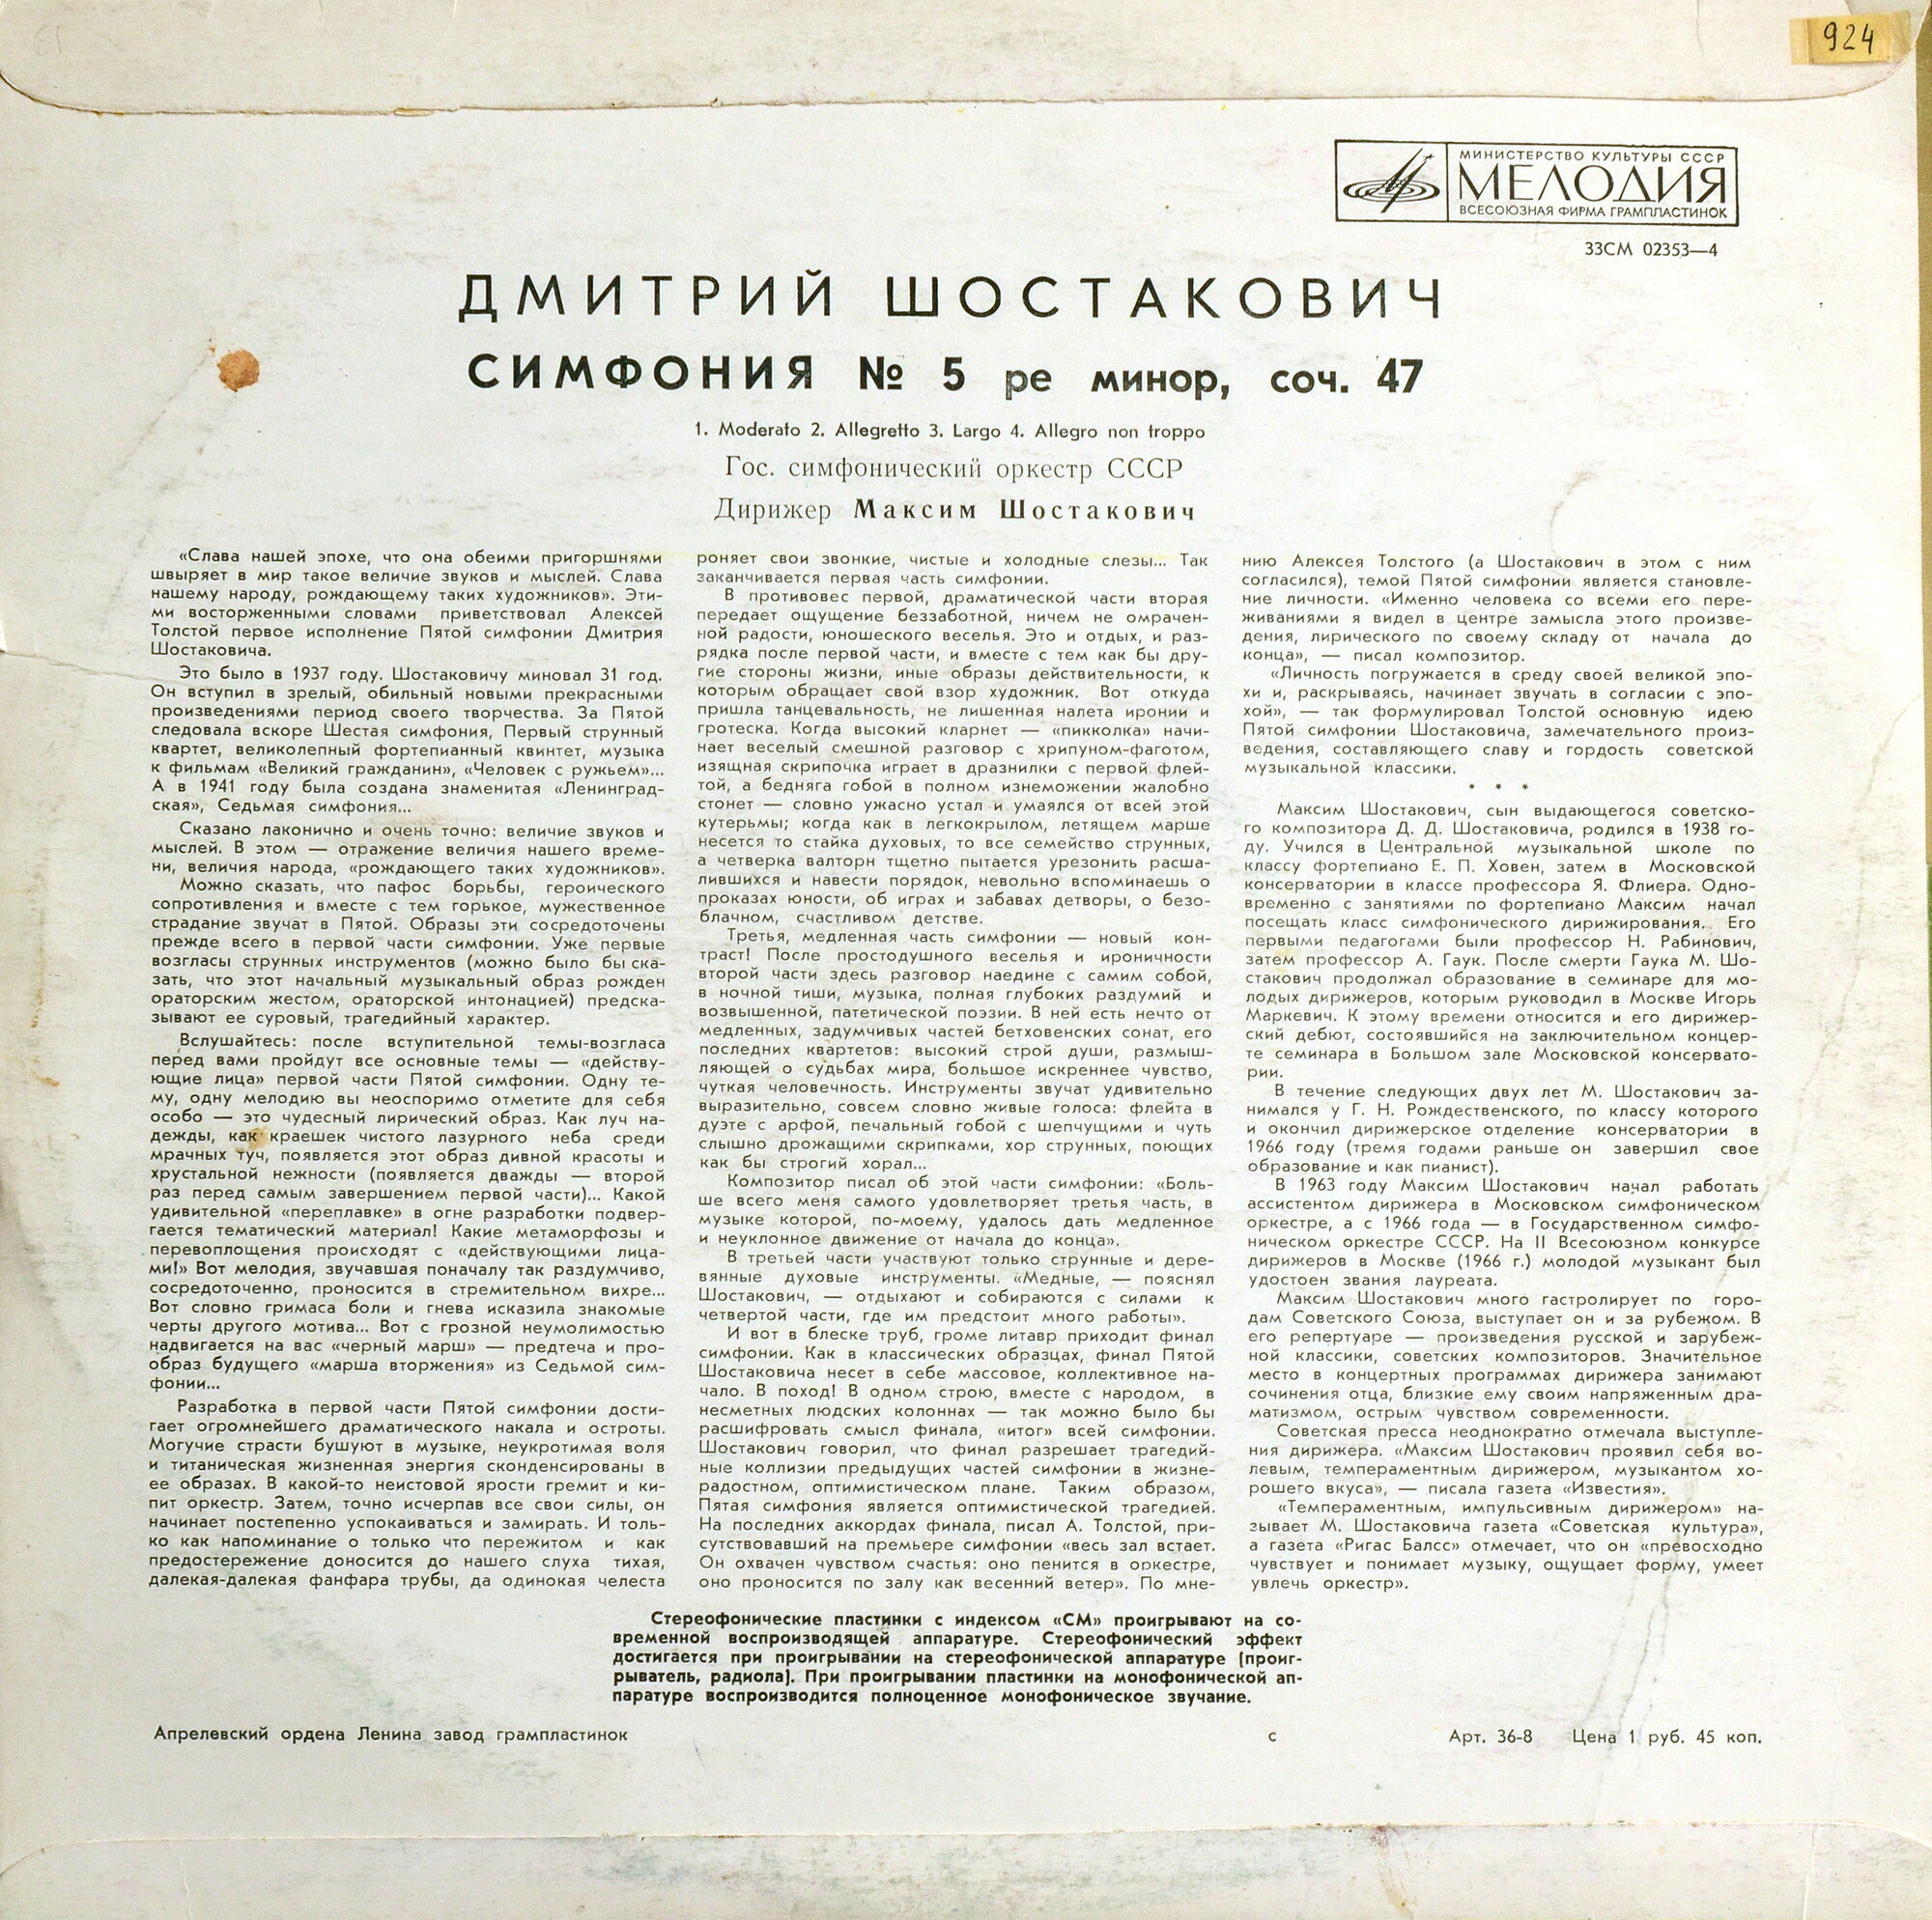 924
МИНИСТЕРСТВО КУЛЬТУРЫ СССР
МЕЛОДИЯ
ВСЕСОЮЗНАЯ ФИРМА ГРАМПЛАСТИНОК
33СМ 02353—4
ДМИТРИЙ ШОСТАКОВИЧ
СИМФОНИЯ № 5 ре минор, соч. 47
1. Moderato 2. Allegretto 3. Largo 4. Allegro non troppo
Гос. симфонический оркестр СССР
Дирижер Максим Шостакович
«Слава нашей эпохе, что она обеими пригоршнями
швыряет в мир такое величие звуков и мыслей. Слава
нашему народу, рождающему таких художников». Эти-
ми восторженными словами приветствовал Алексей
Толстой первое исполнение Пятой симфонии Дмитрия
Шостаковича.
Это было в 1937 году. Шостаковичу миновал 31 год.
Он вступил в зрелый, обильный новыми прекрасными
произведениями период своего творчества. За Пятой
следовала вскоре Шестая симфония, Первый струнный
квартет, великолепный фортепианный квинтет, музыка
к фильмам «Великий гражданин», «Человек с ружьем»...
А в 1941 году была создана знаменитая «Ленинград-
ская», Седьмая симфония...
Сказано лаконично и очень точно: величие звуков и
мыслей. В этом — отражение величия нашего време-
ни, величия народа, «рождающего таких художников».
Можно сказать, что пафос борьбы, героического
сопротивления и вместе с тем горькое, мужественное
страдание звучат в Пятой. Образы эти сосредоточены
прежде всего в первой части симфонии. Уже первые
возгласы струнных инструментов (можно было бы ска-
зать, что этот начальный музыкальный образ рожден
ораторским жестом, ораторской интонацией) предска-
зывают ее суровый, трагедийный характер.
Вслушайтесь: после вступительной темы-возгласа
перед вами пройдут все основные темы — «действу-
ющие лица» первой части Пятой симфонии. Одну те-
му, одну мелодию вы неоспоримо отметите для себя
особо — это чудесный лирический образ. Как луч на-
дежды, как краешек чистого лазурного неба среди
мрачных туч, появляется этот образ дивной красоты и
хрустальной нежности (появляется дважды — второй
раз перед самым завершением первой части)... Какой
удивительной «переплавке» в огне разработки подвер-
гается тематический материал! Какие метаморфозы и
перевоплощения происходят с «действующими лица-
ми!» Вот мелодия, звучавшая поначалу так раздумчиво,
сосредоточенно, проносится в стремительном вихре...
Вот словно гримаса боли и гнева исказила знакомые
черты другого мотива... Вот с грозной неумолимостью
надвигается на вас «черный марш» — предтеча и про-
образ будущего «марша вторжения» из Седьмой сим-
фонии...
Разработка в первой части Пятой симфонии дости-
гает огромнейшего драматического накала и остроты.
Могучие страсти бушуют в музыке, неукротимая воля
и титаническая жизненная энергия сконденсированы в
ее образах. В какой-то неистовой ярости гремит и ки-
пит оркестр. Затем, точно исчерпав все свои силы, он
начинает постепенно успокаиваться и замирать. И толь-
ко как напоминание о только что пережитом и как
предостережение доносится до нашего слуха тихая,
далекая-далекая фанфара трубы, да одинокая челеста
роняет свои звонкие, чистые и холодные слезы... Так
заканчивается первая часть симфонии.
В противовес первой, драматической части вторая
передает ощущение беззаботной, ничем не омрачен-
ной радости, юношеского веселья. Это и отдых, и раз-
рядка после первой части, и вместе с тем как бы дру-
гие стороны жизни, иные образы действительности, к
которым обращает свой взор художник. Вот откуда
пришла танцевальность, не лишенная налета иронии и
гротеска. Когда высокий кларнет — «пикколка» начи-
нает веселый смешной разговор с хрипуном-фаготом,
изящная скрипочка играет в дразнилки с первой флей-
той, а бедняга гобой в полном изнеможении жалобно
стонет — словно ужасно устал и умаялся от всей этой
кутерьмы; когда как в легкокрылом, летящем марше
несется то стайка духовых, то все семейство струнных,
а четверка валторн тщетно пытается урезонить расша-
лившихся и навести порядок, невольно вспоминаешь о
проказах юности, об играх и забавах детворы, о безо-
блачном, счастливом детстве.
Третья, медленная часть симфонии — новый кон-
траст! После простодушного веселья и ироничности
второй части здесь разговор наедине с самим собой,
в ночной тиши, музыка, полная глубоких раздумий и
возвышенной, патетической поэзии. В ней есть нечто от
медленных, задумчивых частей бетховенских сонат, его
последних квартетов: высокий строй души, размыш-
ляющей о судьбах мира, большое искреннее чувство,
чуткая человечность. Инструменты звучат удивительно
выразительно, совсем словно живые голоса: флейта в
дуэте с арфой, печальный гобой с шепчущими и чуть
слышно дрожащими скрипками, хор струнных, поющих
как бы строгий хорал...
Композитор писал об этой части симфонии: «Боль-
ше всего меня самого удовлетворяет третья часть, в
музыке которой, по-моему, удалось дать медленное
и неуклонное движение от начала до конца».
В третьей части участвуют только струнные и дере-
вянные духовые инструменты. «Медные, — пояснял
Шостакович, — отдыхают и собираются с силами к
четвертой части, где им предстоит много работы».
И вот в блеске труб, громе литавр приходит финал
симфонии. Как в классических образцах, финал Пятой
Шостаковича несет в себе массовое, коллективное на-
чало. В поход! В одном строю, вместе с народом, в
несметных людских колоннах — так можно было бы
расшифровать смысл финала, «итог» всей симфонии.
Шостакович говорил, что финал разрешает трагедий-
ные коллизии предыдущих частей симфонии в жизне-
радостном, оптимистическом плане. Таким образом,
Пятая симфония является оптимистической трагедией.
На последних аккордах финала, писал А. Толстой, при-
сутствовавший на премьере симфонии «весь зал встает.
Он охвачен чувством счастья: оно пенится в оркестре,
оно проносится по залу как весенний ветер». По мне-
нию Алексея Толстого (а Шостакович в этом с ним
согласился), темой Пятой симфонии является становле-
ние личности. «Именно человека со всеми его пере-
живаниями я видел в центре замысла этого произве-
дения, лирического по своему складу от начала до
конца», — писал композитор.
«Личность погружается в среду своей великой эпо-
хи и, раскрываясь, начинает звучать в согласии с эпо-
хой», — так формулировал Толстой основную идею
Пятой симфонии Шостаковича, замечательного произ-
ведения, составляющего славу и гордость советской
музыкальной классики.
* * *
Максим Шостакович, сын выдающегося советско-
го композитора Д. Д. Шостаковича, родился в 1938 го-
ду. Учился в Центральной музыкальной школе по
классу фортепиано Е. П. Ховен, затем в Московской
консерватории в классе профессора Я. Флиера. Одно-
временно с занятиями по фортепиано Максим начал
посещать класс симфонического дирижирования. Его
первыми педагогами были профессор Н. Рабинович,
затем профессор А. Гаук. После смерти Гаука М. Шо-
стакович продолжал образование в семинаре для мо-
лодых дирижеров, которым руководил в Москве Игорь
Маркевич. К этому времени относится и его дирижер-
ский дебют, состоявшийся на заключительном концер-
те семинара в Большом зале Московской консервато-
рии.
В течение следующих двух лет М. Шостакович за-
нимался у Г. Н. Рождественского, по классу которого
и окончил дирижерское отделение консерватории в
1966 году (тремя годами раньше он завершил свое
образование и как пианист).
В 1963 году Максим Шостакович начал работать
ассистентом дирижера в Московском симфоническом
оркестре, а с 1966 года — в Государственном симфо-
ническом оркестре СССР. На II Всесоюзном конкурсе
дирижеров в Москве (1966 г.) молодой музыкант был
удостоен звания лауреата.
Максим Шостакович много гастролирует по горо-
дам Советского Союза, выступает он и за рубежом. В
его репертуаре — произведения русской и зарубеж-
ной классики, советских композиторов. Значительное
место в концертных программах дирижера занимают
сочинения отца, близкие ему своим напряженным дра-
матизмом, острым чувством современности.
Советская пресса неоднократно отмечала выступле-
ния дирижера. «Максим Шостакович проявил себя во-
левым, темпераментным дирижером, музыкантом хо-
рошего вкуса», — писала газета «Известия».
«Темпераментным, импульсивным дирижером» на-
зывает М. Шостаковича газета «Советская культура»,
а газета «Ригас Балсс» отмечает, что он «превосходно
чувствует и понимает музыку, ощущает форму, умеет
увлечь оркестр».
Стереофонические пластинки с индексом «СМ» проигрывают на со-
временной воспроизводящей аппаратуре. Стереофонический эффект
достигается при проигрывании на стереофонической аппаратуре (проиг-
рыватель, радиола). При проигрывании пластинки на монофонической ап-
паратуре воспроизводится полноценное монофоническое звучание.
Апрелевский ордена Ленина завод грампластинок
с
Арт. 36-8 Цена 1 руб. 45 коп.